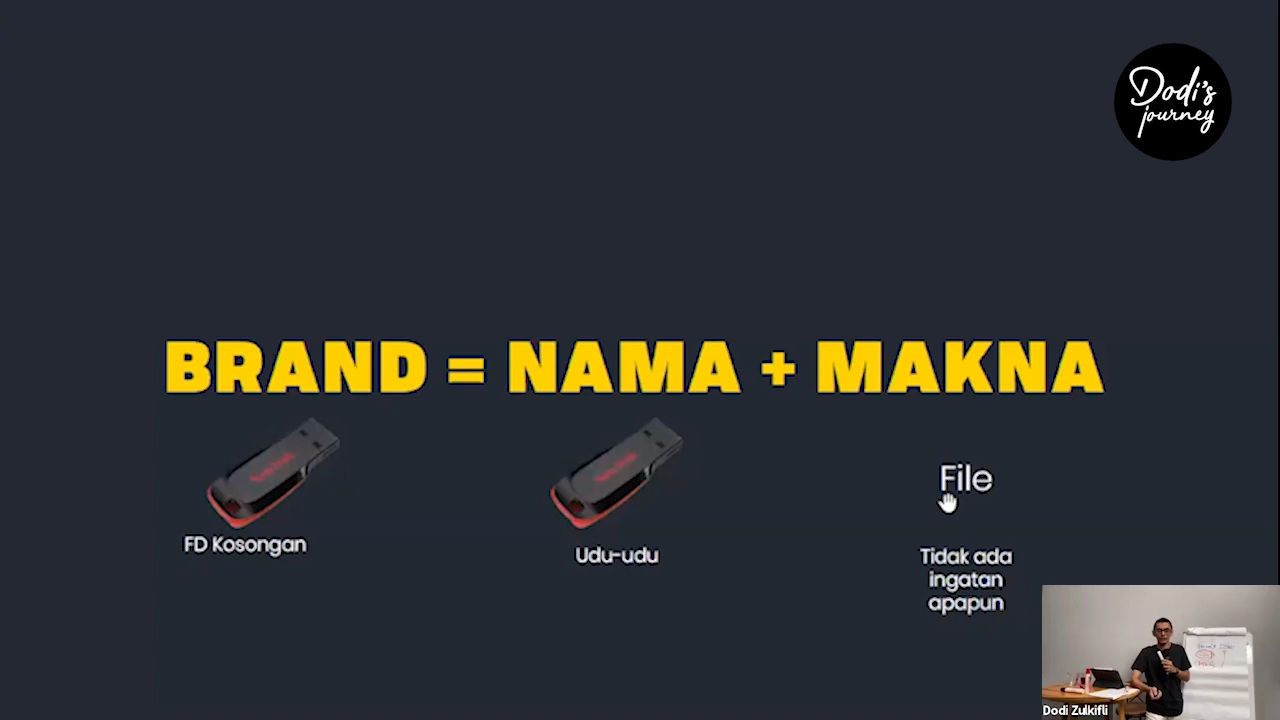 Dodi's
journey
BRAND = NAMA + MAKNA
File
FD Kosongan
Udu-udu
Tidak ada
ingatan
apapun
Dodi Zulkifli